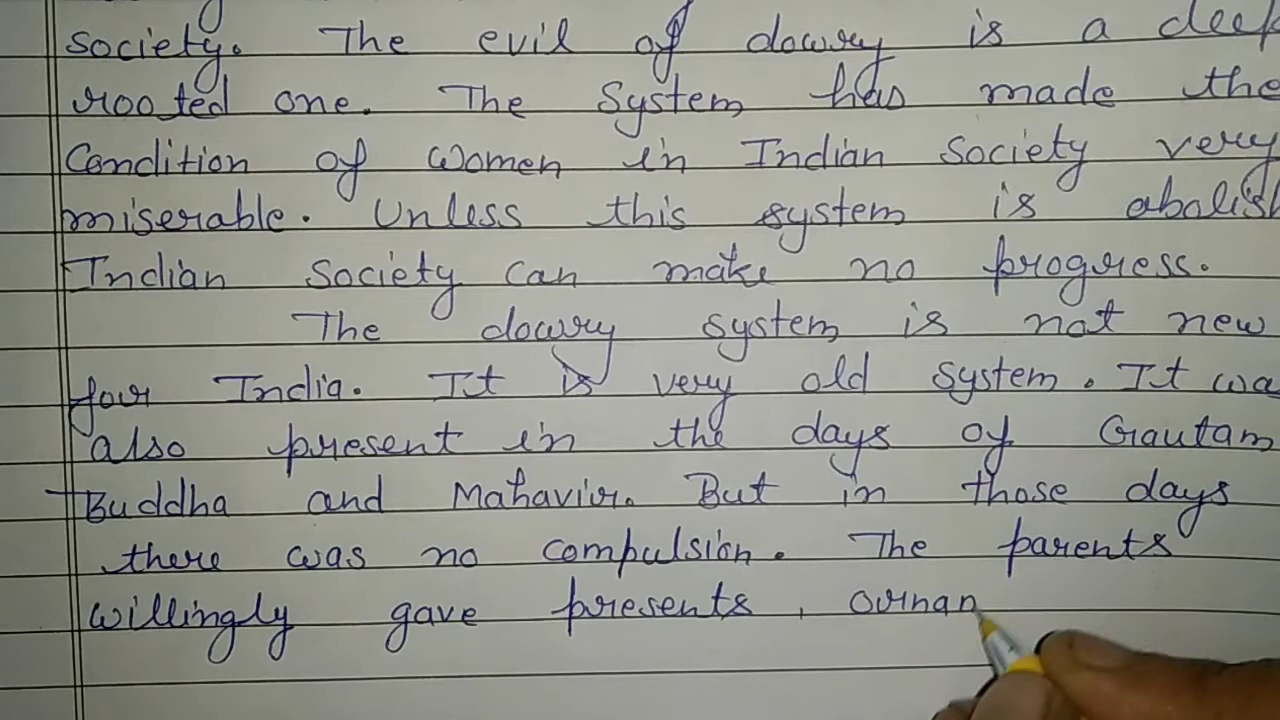 society. The evil of dowry is a deep
rooted one. The System has made the
Condition of women in Indian Society very
miserable. Unless this system is abolish
Indian Society can make no progress.
The dowry system is not new
for India. It is very old system. It wa
also present in the days of Gautam
Buddha and Mahavir. But in those days
there was no compulsion. The parents
willingly gave presents, ornan